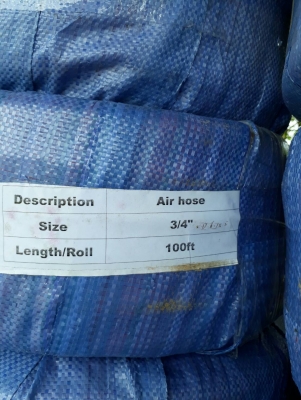 Description Air hose
Size 3/4"
Length/Roll 100ft